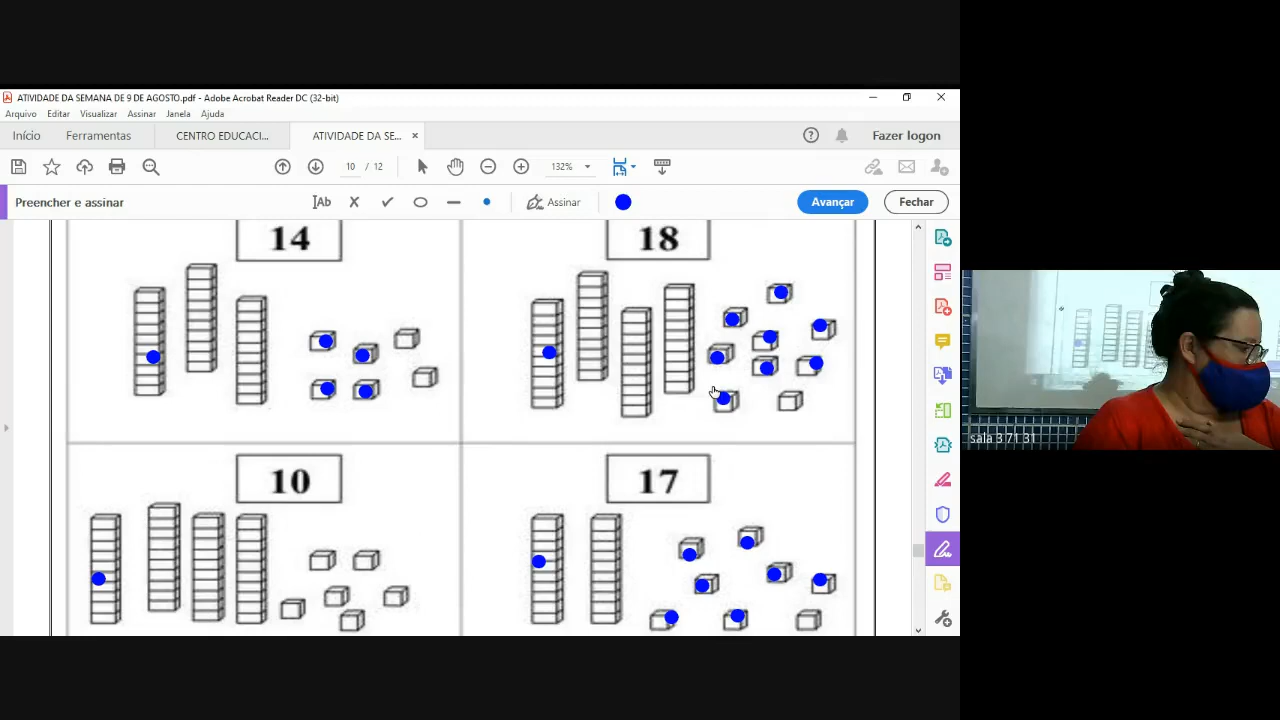 ATIVIDADE DA SEMANA DE 9 DE AGOSTO.pdf - Adobe Acrobat Reader DC (32-bit)
Arquivo Editar Visualizar Assinar Janela Ajuda
Início Ferramentas CENTRO EDUCACI... ATIVIDADE DA SE... Fazer logon
10 / 12 132%
Preencher e assinar Ab Assinar Avançar Fechar
14 18
10 17
sala 3 71 31